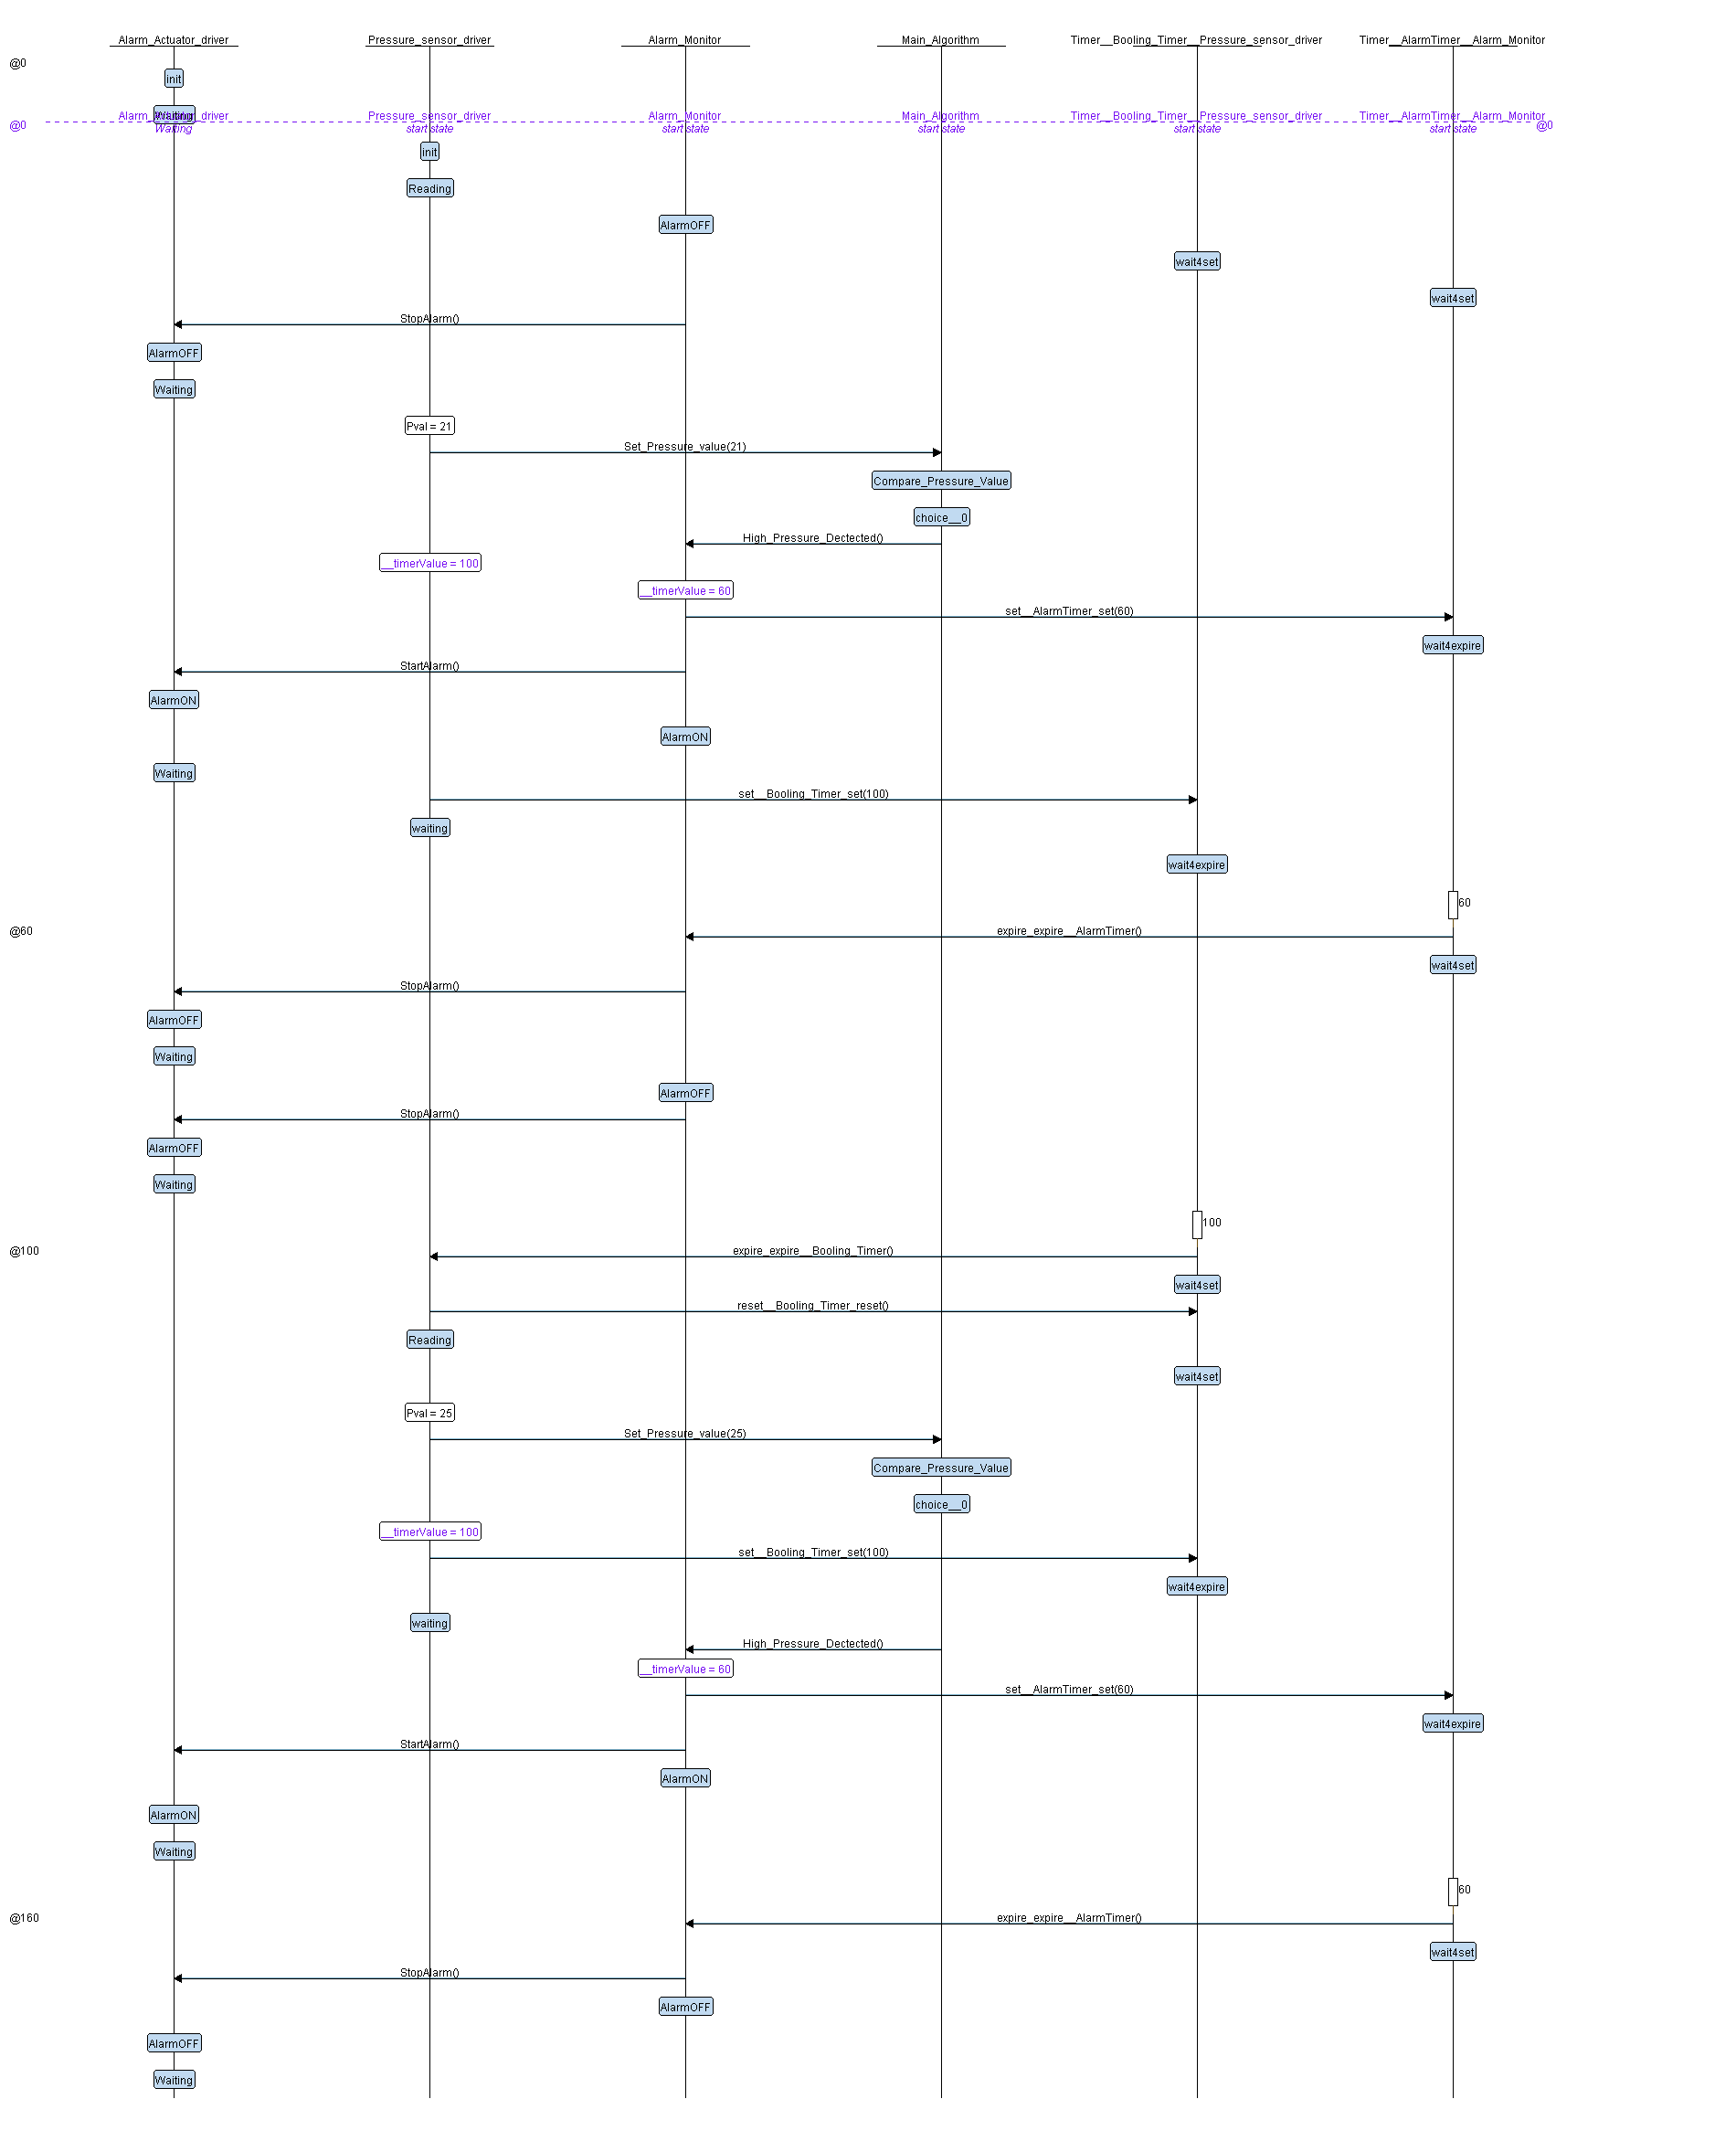 Alarm_Actuator_driver
Pressure_sensor_driver
Alarm_Monitor
Main_Algorithm
Timer__Booling_Timer__Pressure_sensor_driver
Timer__AlarmTimer__Alarm_Monitor
@0
init
Waiting
Alarm_Actuator_driver
Pressure_sensor_driver
Alarm_Monitor
Main_Algorithm
Timer__Booling_Timer__Pressure_sensor_driver
Timer__AlarmTimer__Alarm_Monitor
@0
Waiting
start state
start state
start state
start state
start state
@0
init
Reading
AlarmOFF
wait4set
wait4set
StopAlarm()
AlarmOFF
Waiting
Pval = 21
Set_Pressure_value(21)
Compare_Pressure_Value
choice__0
High_Pressure_Dectected()
__timerValue = 100
__timerValue = 60
set__AlarmTimer_set(60)
wait4expire
StartAlarm()
AlarmON
AlarmON
Waiting
set__Booling_Timer_set(100)
waiting
wait4expire
60
@60
expire_expire__AlarmTimer()
wait4set
StopAlarm()
AlarmOFF
Waiting
AlarmOFF
StopAlarm()
AlarmOFF
Waiting
100
@100
expire_expire__Booling_Timer()
wait4set
reset__Booling_Timer_reset()
Reading
wait4set
Pval = 25
Set_Pressure_value(25)
Compare_Pressure_Value
choice__0
__timerValue = 100
set__Booling_Timer_set(100)
wait4expire
waiting
High_Pressure_Dectected()
__timerValue = 60
set__AlarmTimer_set(60)
wait4expire
StartAlarm()
AlarmON
AlarmON
Waiting
60
@160
expire_expire__AlarmTimer()
wait4set
StopAlarm()
AlarmOFF
AlarmOFF
Waiting